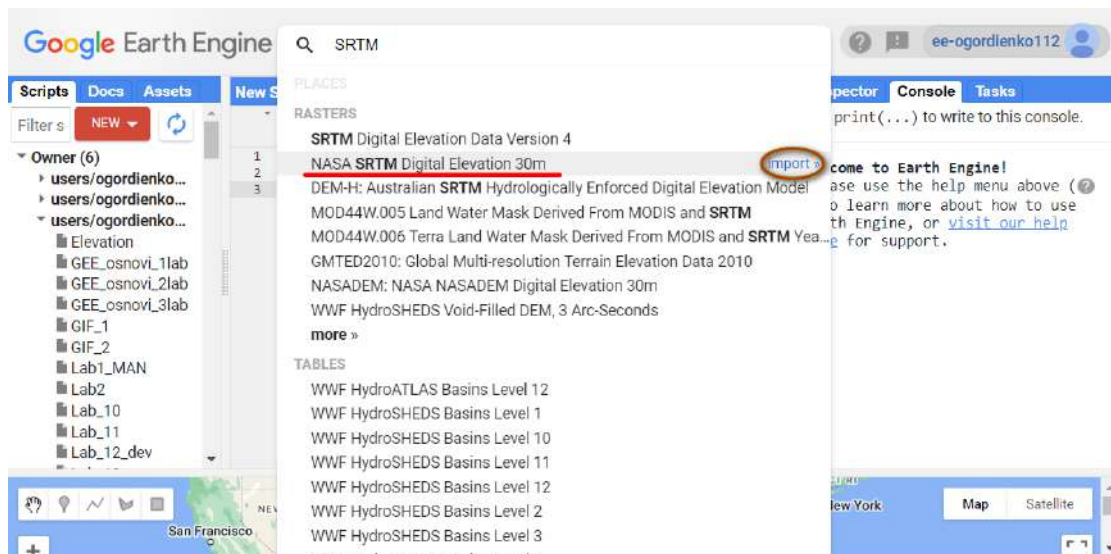 Google Earth Engine
SRTM
ee-ogordienko112
Scripts Docs Assets
New S
PLACES
pector Console Tasks
Filter s
NEW
RASTERS
print(...) to write to this console.
SRTM Digital Elevation Data Version 4
Owner (6)
1
NASA SRTM Digital Elevation 30m
import »
come to Earth Engine!
users/ogordienko...
2
DEM-H: Australian SRTM Hydrologically Enforced Digital Elevation Model
ase use the help menu above (
users/ogordienko...
3
MOD44W.005 Land Water Mask Derived From MODIS and SRTM
o learn more about how to use
users/ogordienko...
MOD44W.006 Terra Land Water Mask Derived From MODIS and SRTM Yea...
th Engine, or visit our help
Elevation
e for support.
GEE_osnovi_1lab
GMTED2010: Global Multi-resolution Terrain Elevation Data 2010
GEE_osnovi_2lab
NASADEM: NASA NASADEM Digital Elevation 30m
GEE_osnovi_3lab
WWF HydroSHEDS Void-Filled DEM, 3 Arc-Seconds
GIF_1
more »
GIF_2
TABLES
Lab1_MAN
WWF HydroATLAS Basins Level 12
Lab2
WWF HydroSHEDS Basins Level 1
Lab_10
WWF HydroSHEDS Basins Level 10
Lab_11
WWF HydroSHEDS Basins Level 11
Lab_12_dev
WWF HydroSHEDS Basins Level 12
WWF HydroSHEDS Basins Level 2
WWF HydroSHEDS Basins Level 3
NEV
San Francisco
New York
Map
Satellite